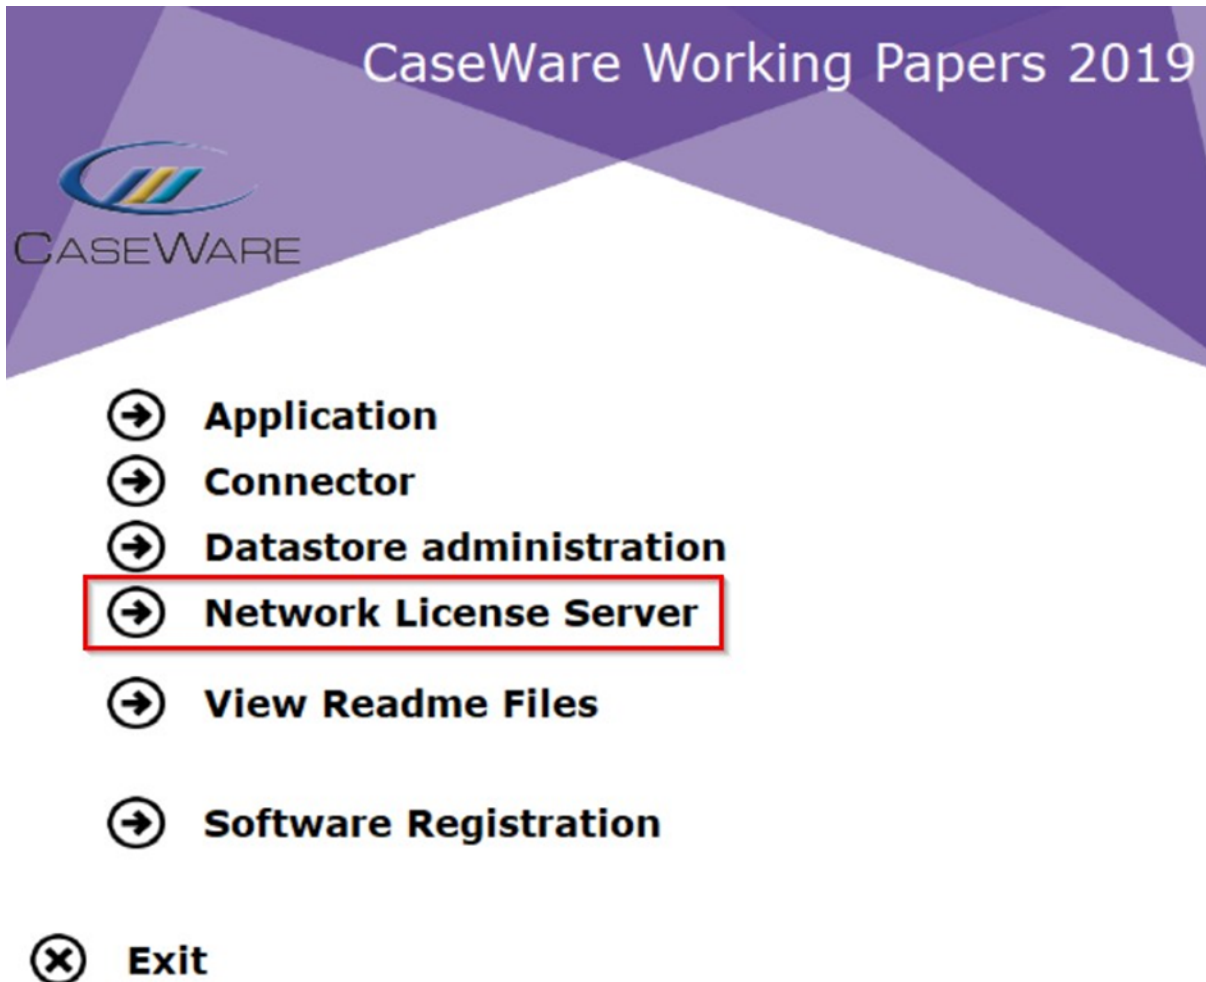 CaseWare Working Papers 2019
CASEWARE
Application
Connector
Datastore administration
Network License Server
View Readme Files
Software Registration
Exit